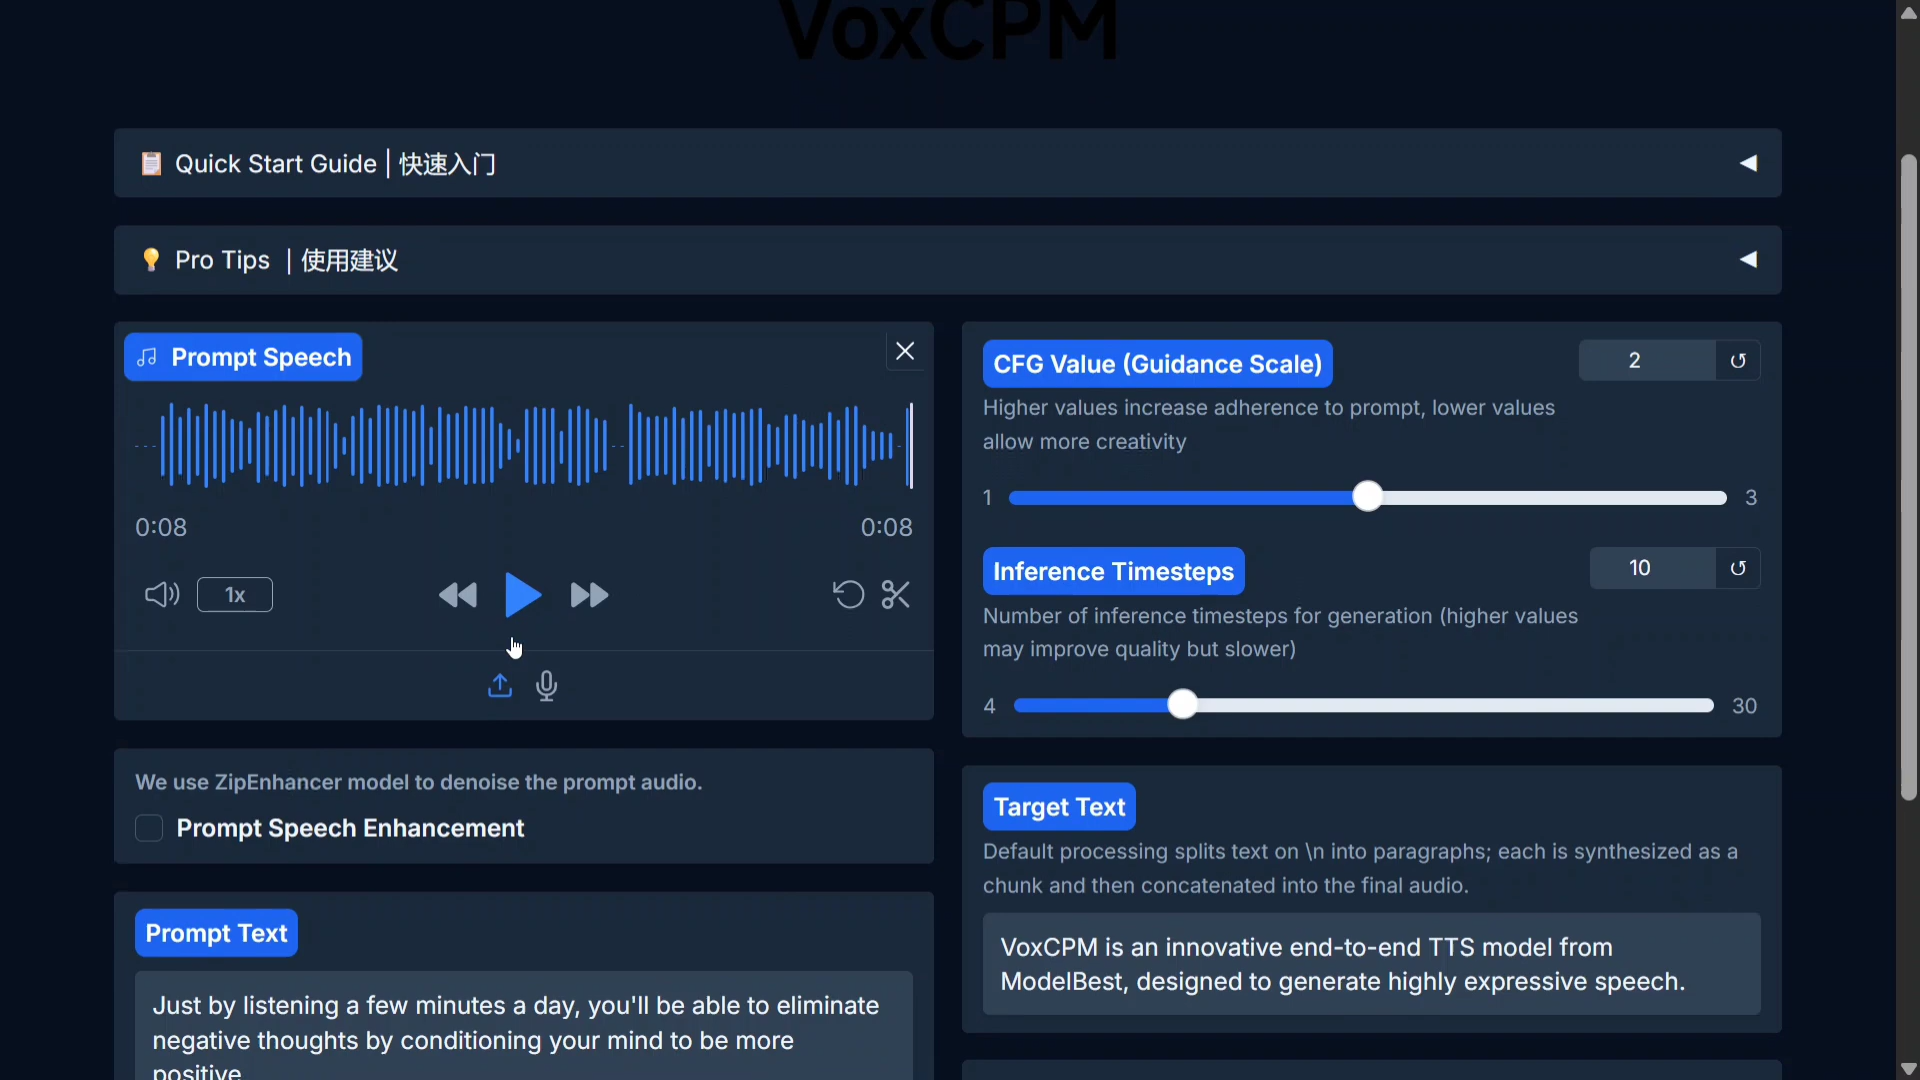 VoxCPM
Quick Start Guide | 快速入门
Pro Tips | 使用建议
Prompt Speech
0:08
0:08
1x
We use ZipEnhancer model to denoise the prompt audio.
Prompt Speech Enhancement
Prompt Text
Just by listening a few minutes a day, you'll be able to eliminate
negative thoughts by conditioning your mind to be more
positive.
CFG Value (Guidance Scale)
2
Higher values increase adherence to prompt, lower values
allow more creativity
1
3
Inference Timesteps
10
Number of inference timesteps for generation (higher values
may improve quality but slower)
4
30
Target Text
Default processing splits text on \n into paragraphs; each is synthesized as a
chunk and then concatenated into the final audio.
VoxCPM is an innovative end-to-end TTS model from
ModelBest, designed to generate highly expressive speech.